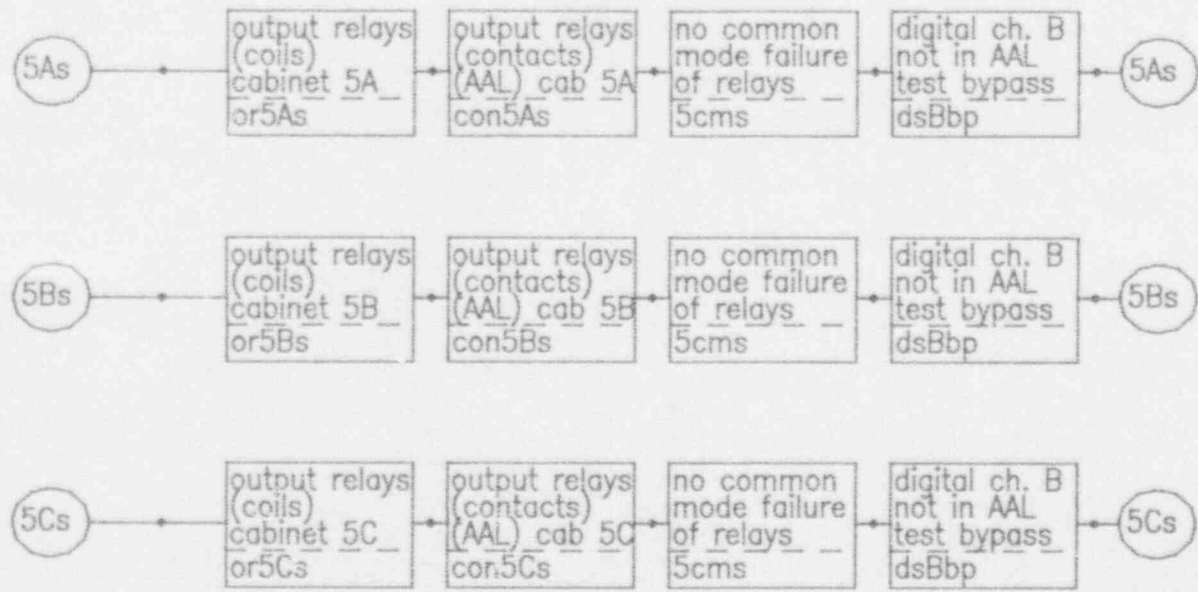 5As
output relays
(coils)
cabinet 5A
or5As
output relays
(contacts)
(AAL) cab 5A
con5As
no common
mode failure
of relays
5cms
digital ch. B
not in AAL
test bypass
dsBbp
5As
5Bs
output relays
(coils)
cabinet 5B
or5Bs
output relays
(contacts)
(AAL) cab 5B
con5Bs
no common
mode failure
of relays
5cms
digital ch. B
not in AAL
test bypass
dsBbp
5Bs
5Cs
output relays
(coils)
cabinet 5C
or5Cs
output relays
(contacts)
(AAL) cab 5C
con5Cs
no common
mode failure
of relays
5cms
digital ch. B
not in AAL
test bypass
dsBbp
5Cs